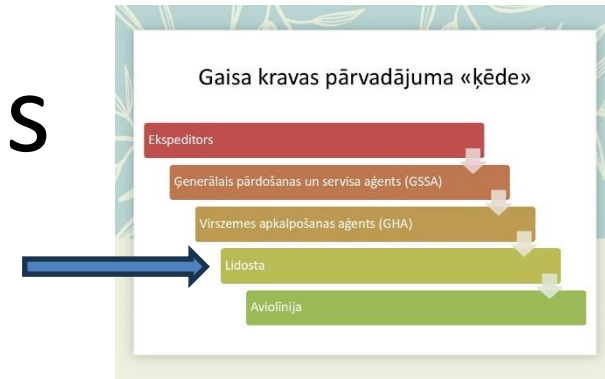 s
Gaisa kravas pārvadājuma «ķēde»
Ekspeditors
Ģenerālais pārdošanas un servisa aģents (GSSA)
Virszemes apkalpošanas aģents (GHA)
Lidosta
Aviolīnija